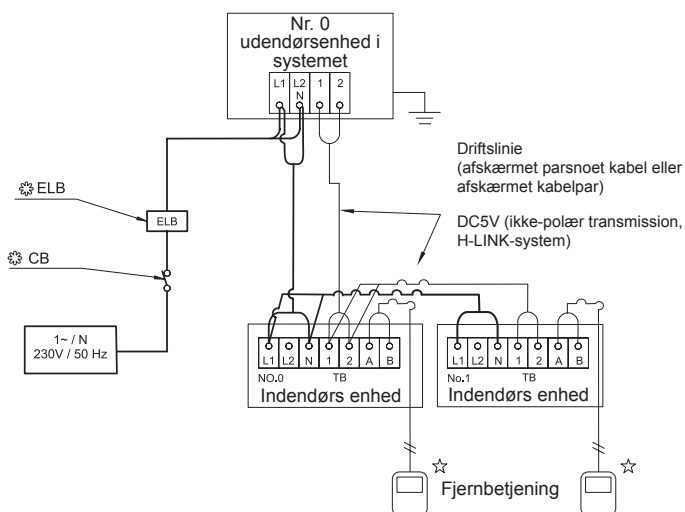 Nr. 0
udendørsenhed i
systemet
L1 L2 1 2
N
Driftslinie
(afskærmet parsnoet kabel eller
afskærmet kabelpar)
DC5V (ikke-polær transmission,
H-LINK-system)
ELB
ELB
CB
1~ / N
230V / 50 Hz
L1 L2 N 1 2 A B
NO.0 TB
Indendørs enhed
L1 L2 N 1 2 A B
No.1 TB
Indendørs enhed
Fjernbetjening